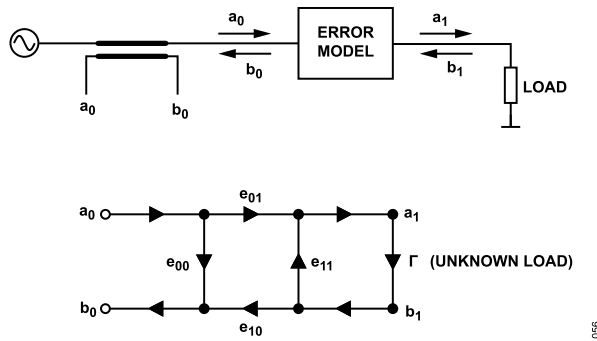 a0
a1
ERROR
MODEL
b0
b1
a0
b0
LOAD
e01
a0
a1
e00
e11
Γ (UNKNOWN LOAD)
b0
b1
e10
056